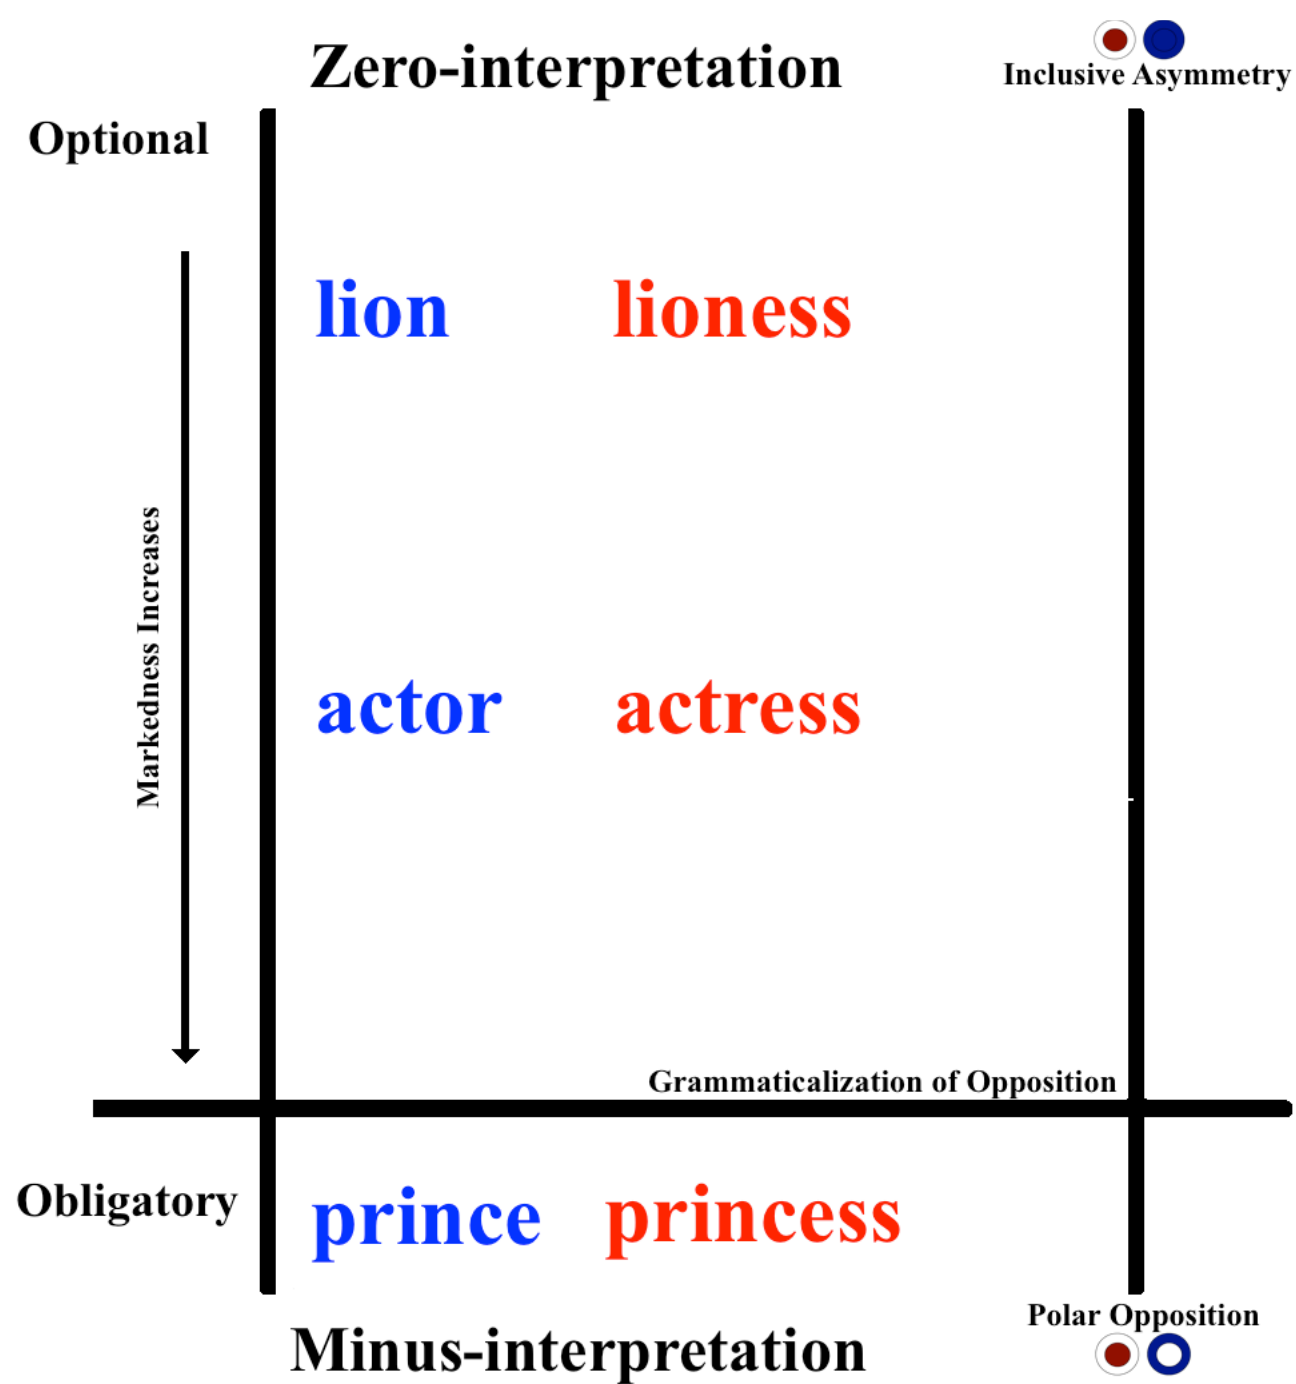 Zero-interpretation
Inclusive Asymmetry
Optional
lion lioness
Markedness Increases
actor actress
Grammaticalization of Opposition
Obligatory
prince princess
Polar Opposition
Minus-interpretation